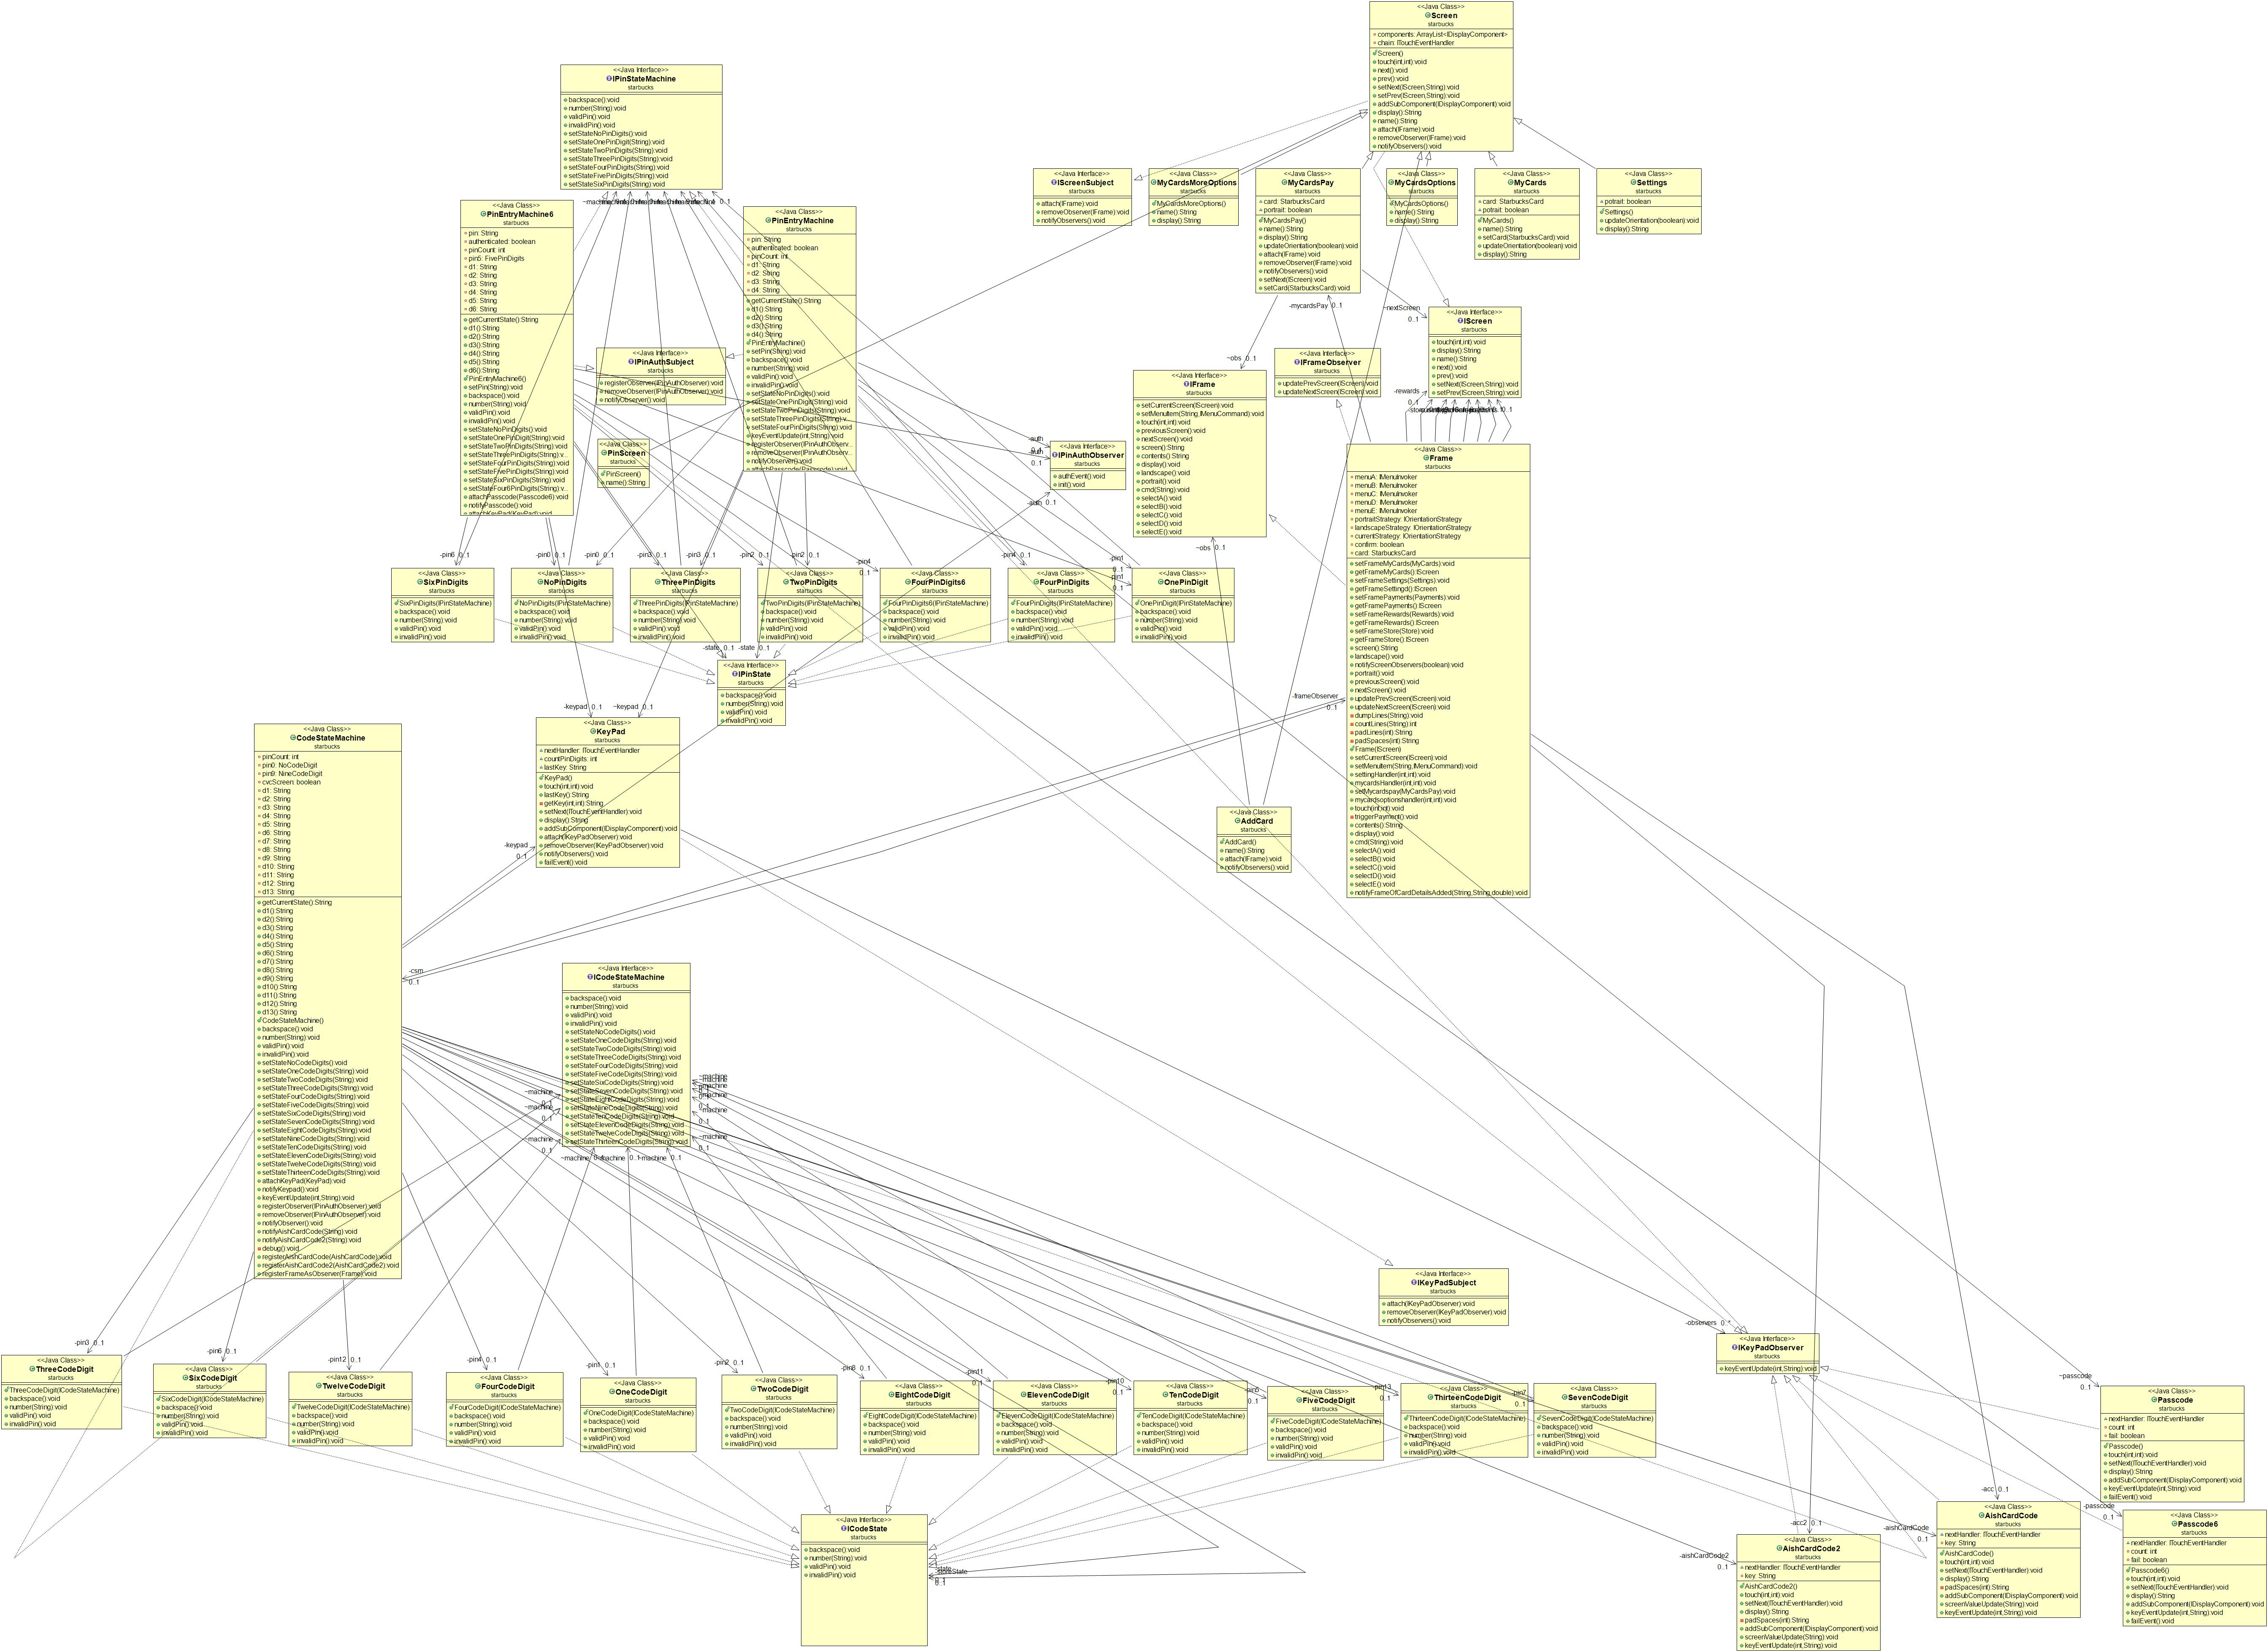 <<Java Class>>
Screen
starbucks
components: ArrayList<IDisplayComponent>
chain: ITouchEventHandler
Screen()
touch(int,int):void
next():void
prev():void
setNext(IScreen,String):void
setPrev(IScreen,String):void
addSubComponent(IDisplayComponent):void
display():String
name():String
attach(IFrame):void
removeObserver(IFrame):void
notifyObservers():void
<<Java Interface>>
IPinStateMachine
starbucks
backspace():void
number(String):void
validPin():void
invalidPin():void
setStateNoPinDigits():void
setStateOnePinDigit(String):void
setStateTwoPinDigits(String):void
setStateThreePinDigits(String):void
setStateFourPinDigits(String):void
setStateFivePinDigits(String):void
setStateSixPinDigits(String):void
<<Java Interface>>
IScreenSubject
starbucks
attach(IFrame):void
removeObserver(IFrame):void
notifyObservers():void
<<Java Class>>
MyCardsMoreOptions
starbucks
MyCardsMoreOptions()
name():String
display():String
<<Java Class>>
MyCardsPay
starbucks
card: StarbucksCard
potrait: boolean
MyCardsPay()
name():String
display():String
updateOrientation(boolean):void
attach(IFrame):void
removeObserver(IFrame):void
notifyObservers():void
setNext(IScreen):void
setCard(StarbucksCard):void
<<Java Class>>
MyCardsOptions
starbucks
MyCardsOptions()
name():String
display():String
<<Java Class>>
MyCards
starbucks
card: StarbucksCard
potrait: boolean
MyCards()
name():String
setCard(StarbucksCard):void
updateOrientation(boolean):void
display():String
<<Java Class>>
Settings
starbucks
potrait: boolean
Settings()
updateOrientation(boolean):void
display():String
<<Java Class>>
PinEntryMachine6
starbucks
pin: String
authenticated: boolean
pinCount: int
pin5: FivePinDigits
d1: String
d2: String
d3: String
d4: String
d5: String
d6: String
getCurrentState():String
d1():String
d2():String
d3():String
d4():String
d5():String
d6():String
PinEntryMachine6()
setPin(String):void
backspace():void
number(String):void
validPin():void
invalidPin():void
setStateNoPinDigits():void
setStateOnePinDigit(String):void
setStateTwoPinDigits(String):void
setStateThreePinDigits(String):v...
setStateFourPinDigits(String):void
setStateFivePinDigits(String):void
setStateSixPinDigits(String):void
setStateFour6PinDigits(String):v...
attachPasscode(Passcode6):void
notifyPasscode():void
attachKeyPad(KeyPad):void
<<Java Class>>
PinEntryMachine
starbucks
pin: String
authenticated: boolean
pinCount: int
d1: String
d2: String
d3: String
d4: String
getCurrentState():String
d1():String
d2():String
d3():String
d4():String
PinEntryMachine()
setPin(String):void
backspace():void
number(String):void
validPin():void
invalidPin():void
setStateNoPinDigits():void
setStateOnePinDigit(String):void
setStateTwoPinDigits(String):void
setStateThreePinDigits(String):v...
setStateFourPinDigits(String):void
keyEventUpdate(int,String):void
registerObserver(IPinAuthObserv...
removeObserver(IPinAuthObserv...
notifyObserver():void
attachPasscode(Passcode):void
<<Java Interface>>
IPinAuthSubject
starbucks
registerObserver(IPinAuthObserver):void
removeObserver(IPinAuthObserver):void
notifyObserver():void
<<Java Class>>
PinScreen
starbucks
PinScreen()
name():String
<<Java Interface>>
IPinAuthObserver
starbucks
authEvent():void
init():void
<<Java Interface>>
IFrame
starbucks
setCurrentScreen(IScreen):void
setMenuItem(String,IMenuCommand):void
touch(int,int):void
previousScreen():void
nextScreen():void
screen():String
contents():String
display():void
landscape():void
portrait():void
cmd(String):void
selectA():void
selectB():void
selectC():void
selectD():void
selectE():void
<<Java Interface>>
IFrameObserver
starbucks
updatePrevScreen(IScreen):void
updateNextScreen(IScreen):void
<<Java Interface>>
IScreen
starbucks
touch(int,int):void
display():String
name():String
next():void
prev():void
setNext(IScreen,String):void
setPrev(IScreen,String):void
-mycardsPay 0..1
~nextScreen
0..1
~obs 0..1
-rewards
0..1
<<Java Class>>
Frame
starbucks
menuA: IMenuInvoker
menuB: IMenuInvoker
menuC: IMenuInvoker
menuD: IMenuInvoker
menuE: IMenuInvoker
portraitStrategy: IOrientationStrategy
landscapeStrategy: IOrientationStrategy
currentStrategy: IOrientationStrategy
confirm: boolean
card: StarbucksCard
setFrameMyCards(MyCards):void
getFrameMyCards():IScreen
setFrameSettings(Settings):void
getFrameSettingd():IScreen
setFramePayments(Payments):void
getFramePayments():IScreen
setFrameRewards(Rewards):void
getFrameRewards():IScreen
setFrameStore(Store):void
getFrameStore():IScreen
screen():String
landscape():void
notifyScreenObservers(boolean):void
portrait():void
previousScreen():void
nextScreen():void
updatePrevScreen(IScreen):void
updateNextScreen(IScreen):void
dumpLines(String):void
countLines(String):int
padLines(int):String
padSpaces(int):String
Frame(IScreen)
setCurrentScreen(IScreen):void
setMenuItem(String,IMenuCommand):void
settingHandler(int,int):void
mycardsHandler(int,int):void
setMycardspay(MyCardsPay):void
mycardsoptionshandler(int,int):void
touch(int,int):void
triggerPayment():void
contents():String
display():void
cmd(String):void
selectA():void
selectB():void
selectC():void
selectD():void
selectE():void
notifyFrameOfCardDetailsAdded(String,String,double):void
-pin6 0..1
-pin0 0..1
-pin0 0..1
-pin3 0..1
-pin3 0..1
-pin2 0..1
-pin2 0..1
-pin4
0..1
-pin4 0..1
-pin1
0..1
-pin1
0..1
~obs 0..1
<<Java Class>>
SixPinDigits
starbucks
SixPinDigits(IPinStateMachine)
backspace():void
number(String):void
validPin():void
invalidPin():void
<<Java Class>>
NoPinDigits
starbucks
NoPinDigits(IPinStateMachine)
backspace():void
number(String):void
validPin():void
invalidPin():void
<<Java Class>>
ThreePinDigits
starbucks
ThreePinDigits(IPinStateMachine)
backspace():void
number(String):void
validPin():void
invalidPin():void
<<Java Class>>
TwoPinDigits
starbucks
TwoPinDigits(IPinStateMachine)
backspace():void
number(String):void
validPin():void
invalidPin():void
<<Java Class>>
FourPinDigits6
starbucks
FourPinDigits6(IPinStateMachine)
backspace():void
number(String):void
validPin():void
invalidPin():void
<<Java Class>>
FourPinDigits
starbucks
FourPinDigits(IPinStateMachine)
backspace():void
number(String):void
validPin():void
invalidPin():void
<<Java Class>>
OnePinDigit
starbucks
OnePinDigit(IPinStateMachine)
backspace():void
number(String):void
validPin():void
invalidPin():void
-state 0..1
-state 0..1
<<Java Interface>>
IPinState
starbucks
backspace():void
number(String):void
validPin():void
invalidPin():void
-keypad 0..1
~keypad 0..1
-frameObserver
0..1
<<Java Class>>
KeyPad
starbucks
nextHandler: ITouchEventHandler
countPinDigits: int
lastKey: String
KeyPad()
touch(int,int):void
lastKey():String
getKey(int,int):String
setNext(ITouchEventHandler):void
display():String
addSubComponent(IDisplayComponent):void
attach(IKeyPadObserver):void
removeObserver(IKeyPadObserver):void
notifyObservers():void
failEvent():void
<<Java Class>>
AddCard
starbucks
AddCard()
name():String
attach(IFrame):void
notifyObservers():void
<<Java Class>>
CodeStateMachine
starbucks
pinCount: int
pin0: NoCodeDigit
pin9: NineCodeDigit
cvcScreen: boolean
d1: String
d2: String
d3: String
d4: String
d5: String
d6: String
d7: String
d8: String
d9: String
d10: String
d11: String
d12: String
d13: String
getCurrentState():String
d1():String
d2():String
d3():String
d4():String
d5():String
d6():String
d7():String
d8():String
d9():String
d10():String
d11():String
d12():String
d13():String
CodeStateMachine()
backspace():void
number(String):void
validPin():void
invalidPin():void
setStateNoCodeDigits():void
setStateOneCodeDigits(String):void
setStateTwoCodeDigits(String):void
setStateThreeCodeDigits(String):void
setStateFourCodeDigits(String):void
setStateFiveCodeDigits(String):void
setStateSixCodeDigits(String):void
setStateSevenCodeDigits(String):void
setStateEightCodeDigits(String):void
setStateNineCodeDigits(String):void
setStateTenCodeDigits(String):void
setStateElevenCodeDigits(String):void
setStateTwelveCodeDigits(String):void
setStateThirteenCodeDigits(String):void
attachKeyPad(KeyPad):void
notifyKeypad():void
keyEventUpdate(int,String):void
registerObserver(IPinAuthObserver):void
removeObserver(IPinAuthObserver):void
notifyObserver():void
notifyAishCardCode(String):void
notifyAishCardCode2(String):void
debug():void
registerAishCardCode(AishCardCode):void
registerAishCardCode2(AishCardCode2):void
registerFrameAsObserver(Frame):void
-keypad
0..1
-csm
0..1
<<Java Interface>>
ICodeStateMachine
starbucks
backspace():void
number(String):void
validPin():void
invalidPin():void
setStateNoCodeDigits():void
setStateOneCodeDigits(String):void
setStateTwoCodeDigits(String):void
setStateThreeCodeDigits(String):void
setStateFourCodeDigits(String):void
setStateFiveCodeDigits(String):void
setStateSixCodeDigits(String):void
setStateSevenCodeDigits(String):void
setStateEightCodeDigits(String):void
setStateNineCodeDigits(String):void
setStateTenCodeDigits(String):void
setStateElevenCodeDigits(String):void
setStateTwelveCodeDigits(String):void
setStateThirteenCodeDigits(String):void
~machine
0..1
~machine
0..1
~machine
0..1
<<Java Interface>>
IKeyPadSubject
starbucks
attach(IKeyPadObserver):void
removeObserver(IKeyPadObserver):void
notifyObservers():void
-observers 0..*
<<Java Interface>>
IKeyPadObserver
starbucks
keyEventUpdate(int,String):void
~passcode
0..1
<<Java Class>>
Passcode
starbucks
nextHandler: ITouchEventHandler
count: int
fail: boolean
Passcode()
touch(int,int):void
setNext(ITouchEventHandler):void
display():String
addSubComponent(IDisplayComponent):void
keyEventUpdate(int,String):void
failEvent():void
-pin3 0..1
-pin6 0..1
-pin12 0..1
-pin4 0..1
-pin1 0..1
-pin2 0..1
-pin8 0..1
-pin11
0..1
-pin10
0..1
<<Java Class>>
ThreeCodeDigit
starbucks
ThreeCodeDigit(ICodeStateMachine)
backspace():void
number(String):void
validPin():void
invalidPin():void
<<Java Class>>
SixCodeDigit
starbucks
SixCodeDigit(ICodeStateMachine)
backspace():void
number(String):void
validPin():void
invalidPin():void
<<Java Class>>
TwelveCodeDigit
starbucks
TwelveCodeDigit(ICodeStateMachine)
backspace():void
number(String):void
validPin():void
invalidPin():void
<<Java Class>>
FourCodeDigit
starbucks
FourCodeDigit(ICodeStateMachine)
backspace():void
number(String):void
validPin():void
invalidPin():void
<<Java Class>>
OneCodeDigit
starbucks
OneCodeDigit(ICodeStateMachine)
backspace():void
number(String):void
validPin():void
invalidPin():void
<<Java Class>>
TwoCodeDigit
starbucks
TwoCodeDigit(ICodeStateMachine)
backspace():void
number(String):void
validPin():void
invalidPin():void
<<Java Class>>
EightCodeDigit
starbucks
EightCodeDigit(ICodeStateMachine)
backspace():void
number(String):void
validPin():void
invalidPin():void
<<Java Class>>
ElevenCodeDigit
starbucks
ElevenCodeDigit(ICodeStateMachine)
backspace():void
number(String):void
validPin():void
invalidPin():void
<<Java Class>>
TenCodeDigit
starbucks
TenCodeDigit(ICodeStateMachine)
backspace():void
number(String):void
validPin():void
invalidPin():void
<<Java Class>>
FiveCodeDigit
starbucks
FiveCodeDigit(ICodeStateMachine)
backspace():void
number(String):void
validPin():void
invalidPin():void
<<Java Class>>
ThirteenCodeDigit
starbucks
ThirteenCodeDigit(ICodeStateMachine)
backspace():void
number(String):void
validPin():void
invalidPin():void
<<Java Class>>
SevenCodeDigit
starbucks
SevenCodeDigit(ICodeStateMachine)
backspace():void
number(String):void
validPin():void
invalidPin():void
<<Java Interface>>
ICodeState
starbucks
backspace():void
number(String):void
validPin():void
invalidPin():void
-aishCardCode2
0..1
-acc2 0..1
<<Java Class>>
AishCardCode2
starbucks
nextHandler: ITouchEventHandler
key: String
AishCardCode2()
touch(int,int):void
setNext(ITouchEventHandler):void
display():String
padSpaces(int):String
addSubComponent(IDisplayComponent):void
screenValueUpdate(String):void
keyEventUpdate(int,String):void
-acc 0..1
-aishCardCode
0..1
<<Java Class>>
AishCardCode
starbucks
nextHandler: ITouchEventHandler
key: String
AishCardCode()
touch(int,int):void
setNext(ITouchEventHandler):void
display():String
padSpaces(int):String
addSubComponent(IDisplayComponent):void
screenValueUpdate(String):void
keyEventUpdate(int,String):void
-passcode
0..1
<<Java Class>>
Passcode6
starbucks
nextHandler: ITouchEventHandler
count: int
fail: boolean
Passcode6()
touch(int,int):void
setNext(ITouchEventHandler):void
display():String
addSubComponent(IDisplayComponent):void
keyEventUpdate(int,String):void
failEvent():void